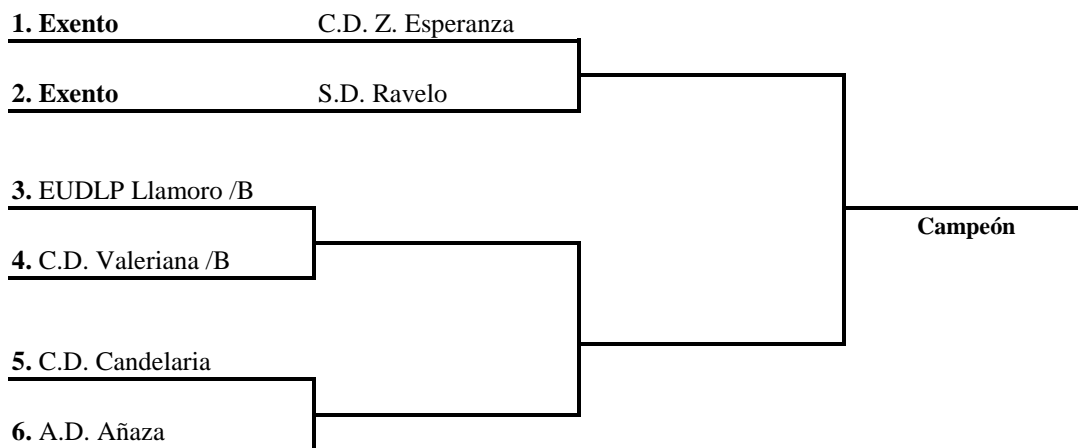 1. Exento C.D. Z. Esperanza
2. Exento S.D. Ravelo
3. EUDLP Llamoro /B
Campeón
4. C.D. Valeriana /B
5. C.D. Candelaria
6. A.D. Añaza